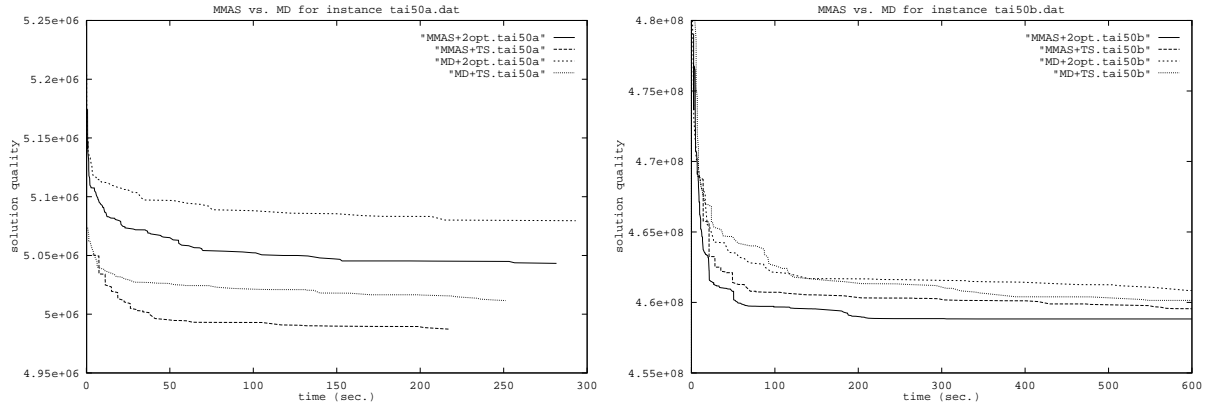 MMAS vs. MD for instance tai50a.dat
5.25e+06
5.2e+06
5.15e+06
5.1e+06
5.05e+06
5e+06
4.95e+06
solution quality
"MMAS+2opt.tai50a"
"MMAS+TS.tai50a"
"MD+2opt.tai50a"
"MD+TS.tai50a"
0 50 100 150 200 250 300
time (sec.)
MMAS vs. MD for instance tai50b.dat
4.8e+08
4.75e+08
4.7e+08
4.65e+08
4.6e+08
4.55e+08
solution quality
"MMAS+2opt.tai50b"
"MMAS+TS.tai50b"
"MD+2opt.tai50b"
"MD+TS.tai50b"
0 100 200 300 400 500 600
time (sec.)